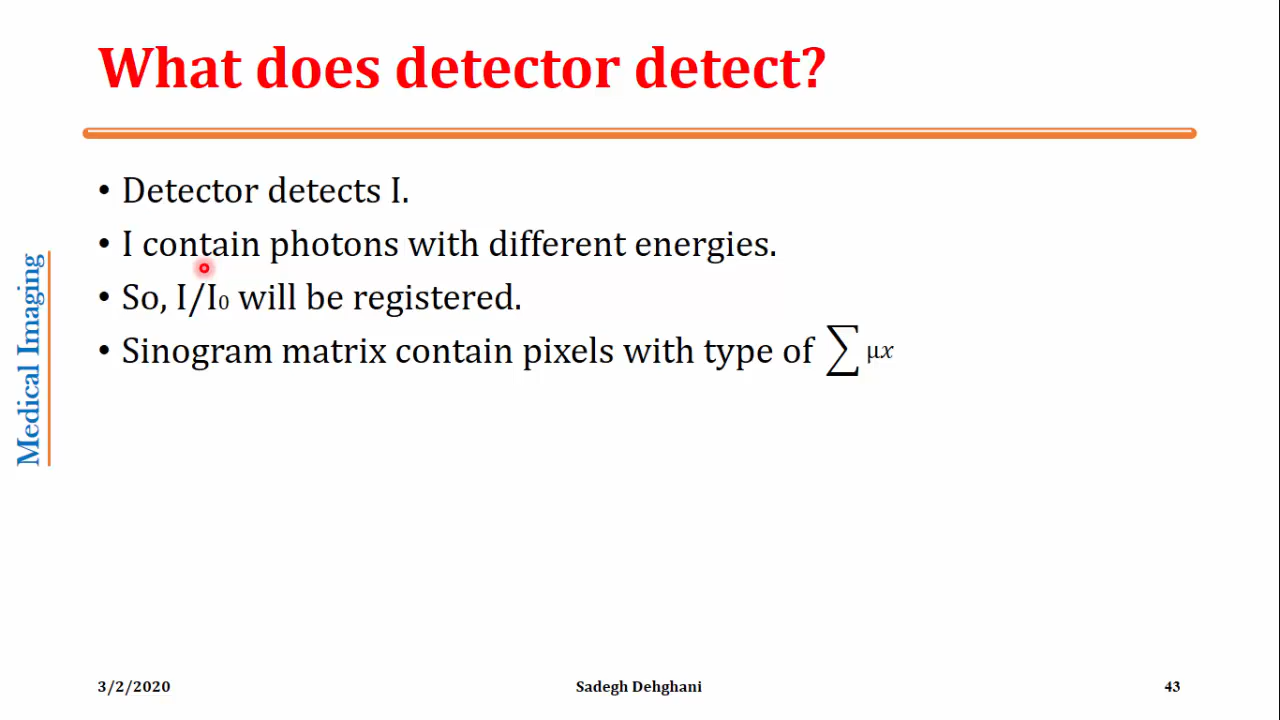 What does detector detect?
• Detector detects I.
• I contain photons with different energies.
• So, I/I₀ will be registered.
• Sinogram matrix contain pixels with type of ∑ μx
Medical Imaging
3/2/2020
Sadegh Dehghani
43